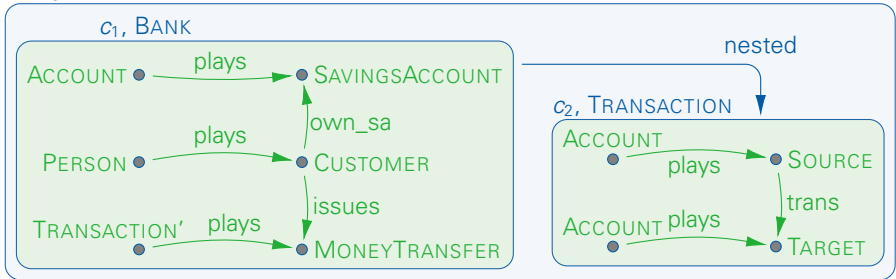 c₁, BANK
nested
ACCOUNT plays SAVINGSACCOUNT
own_sa
PERSON plays CUSTOMER
issues
TRANSACTION' plays MONEYTRANSFER
c₂, TRANSACTION
ACCOUNT plays SOURCE
trans
ACCOUNT plays TARGET